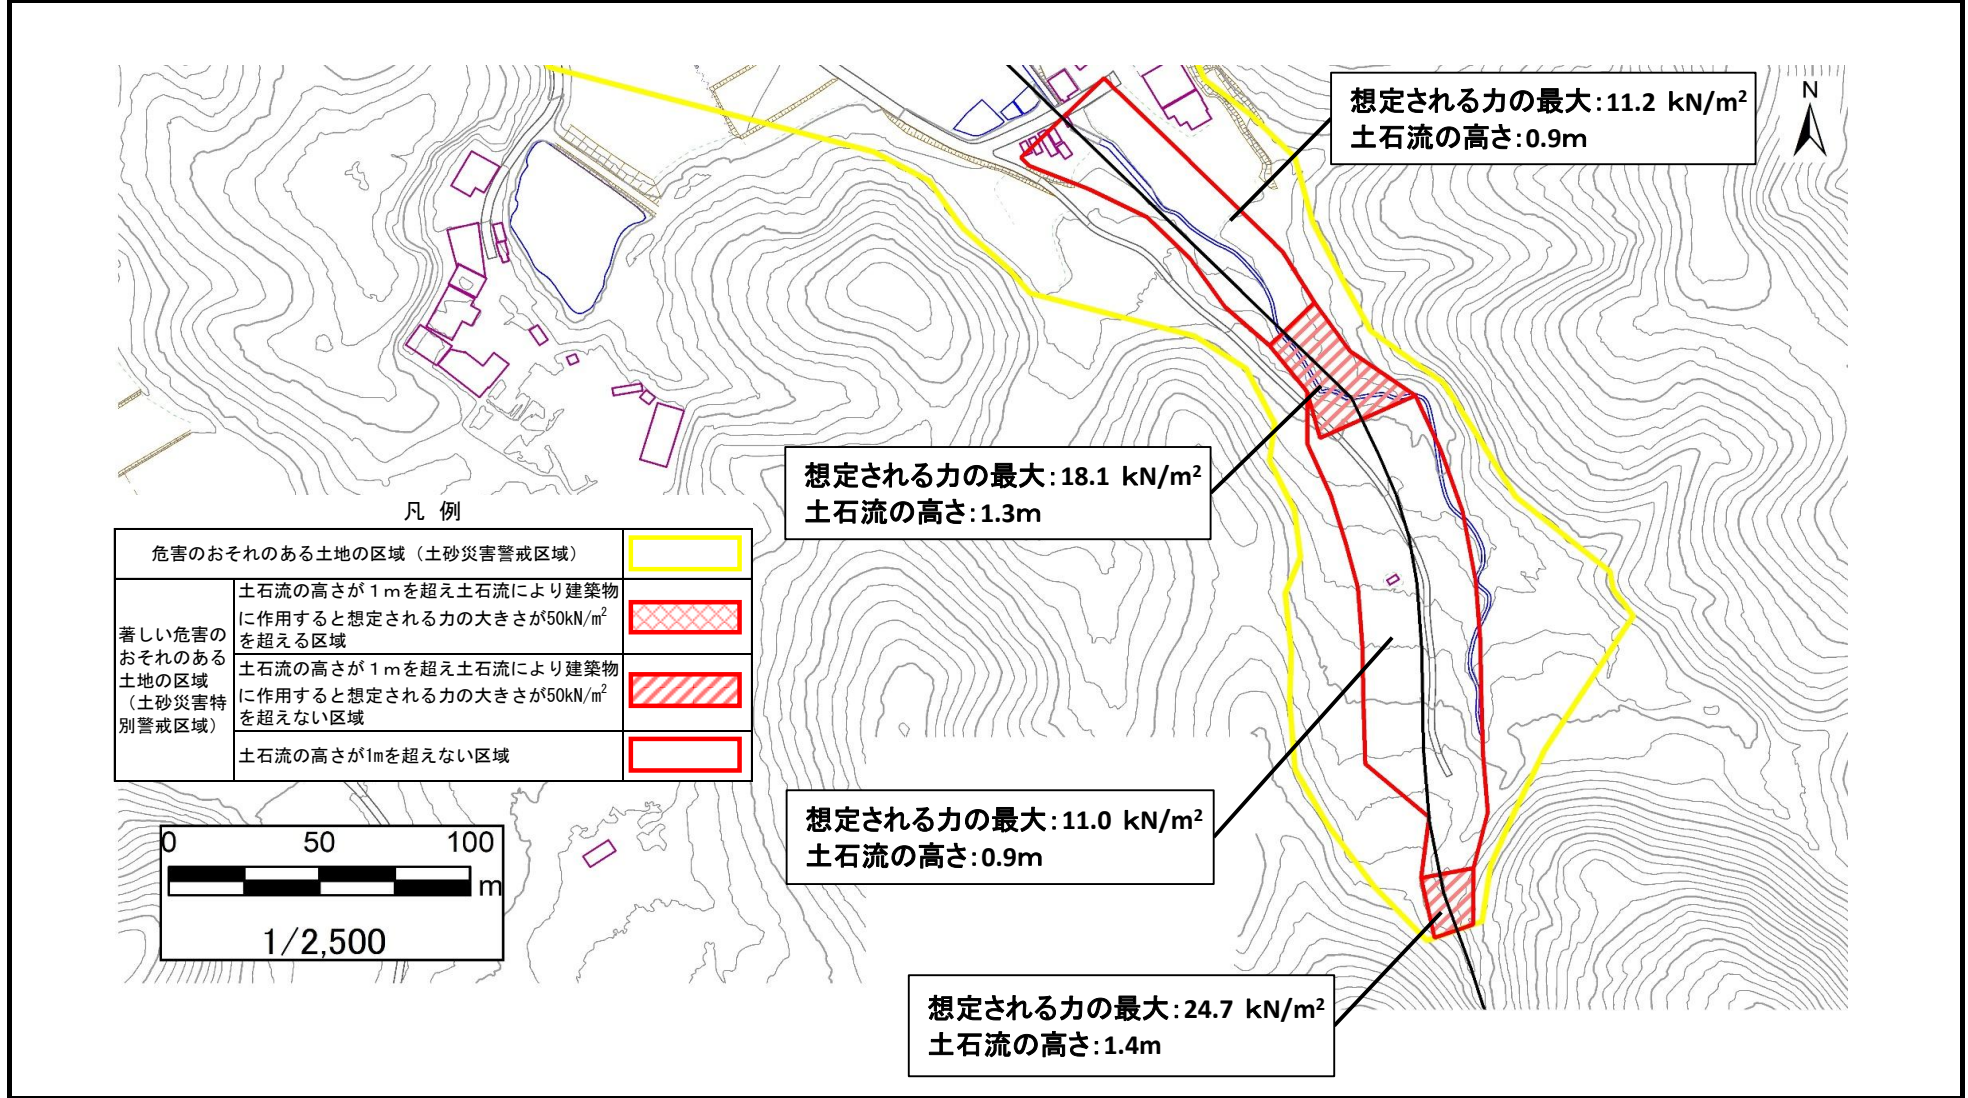 想定される力の最大:11.2 kN/m²
土石流の高さ:0.9m
N
想定される力の最大:18.1 kN/m²
土石流の高さ:1.3m
凡 例
危害のおそれのある土地の区域（土砂災害警戒区域）
著しい危害の
おそれのある
土地の区域
（土砂災害特
別警戒区域）
土石流の高さが１ｍを超え土石流により建築物
に作用すると想定される力の大きさが50kN/m²
を超える区域
土石流の高さが１ｍを超え土石流により建築物
に作用すると想定される力の大きさが50kN/m²
を超えない区域
土石流の高さが1mを超えない区域
想定される力の最大:11.0 kN/m²
土石流の高さ:0.9m
0 50 100
m
1/2,500
想定される力の最大:24.7 kN/m²
土石流の高さ:1.4m